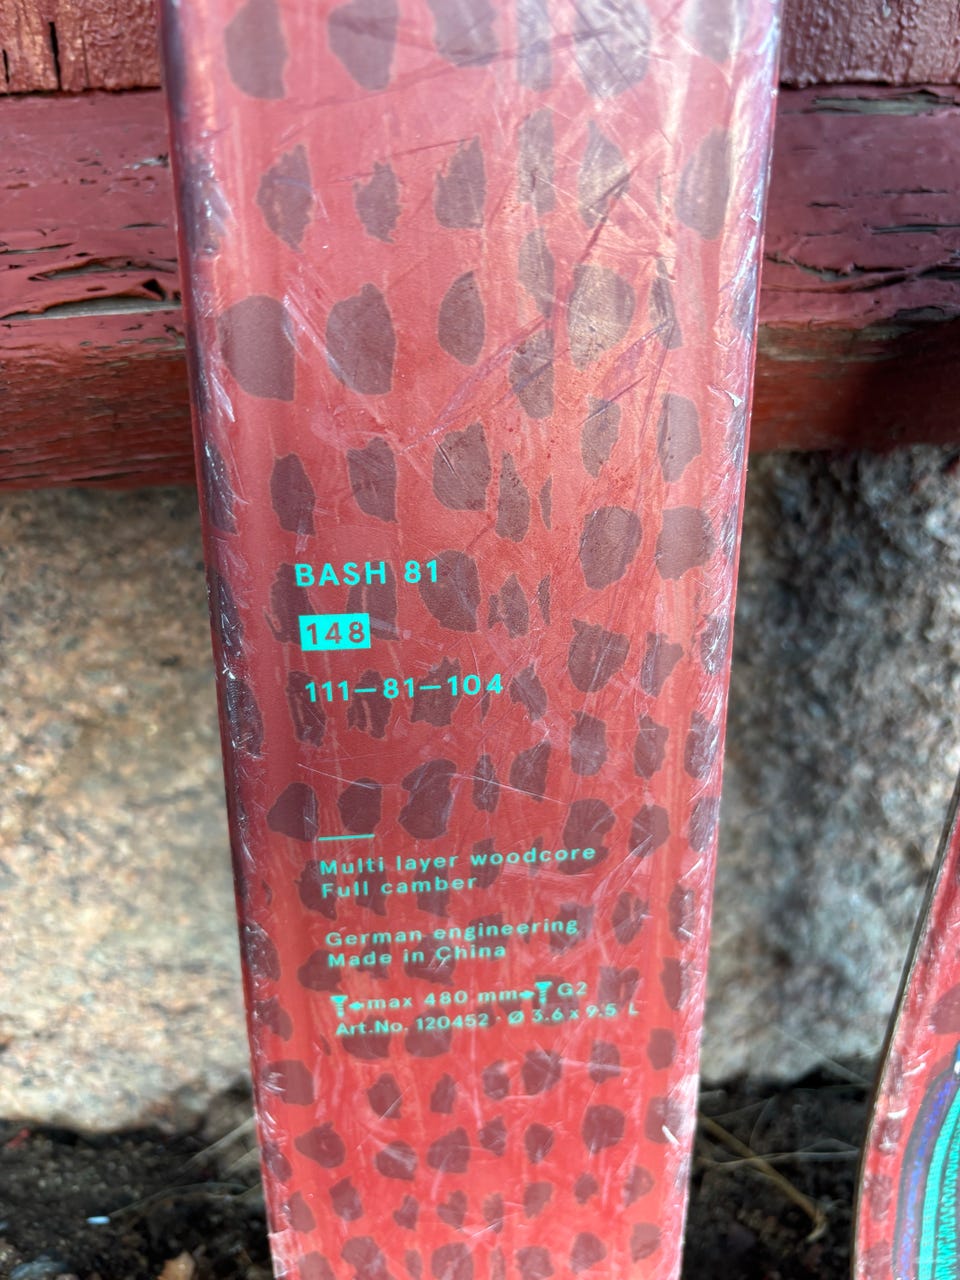 BASH 81
148
111–81–104
Multi layer woodcore
Full camber
German engineering
Made in China
max 480 mm G2
Art.No. 120452 · Ø 3.6 x 9.5 L